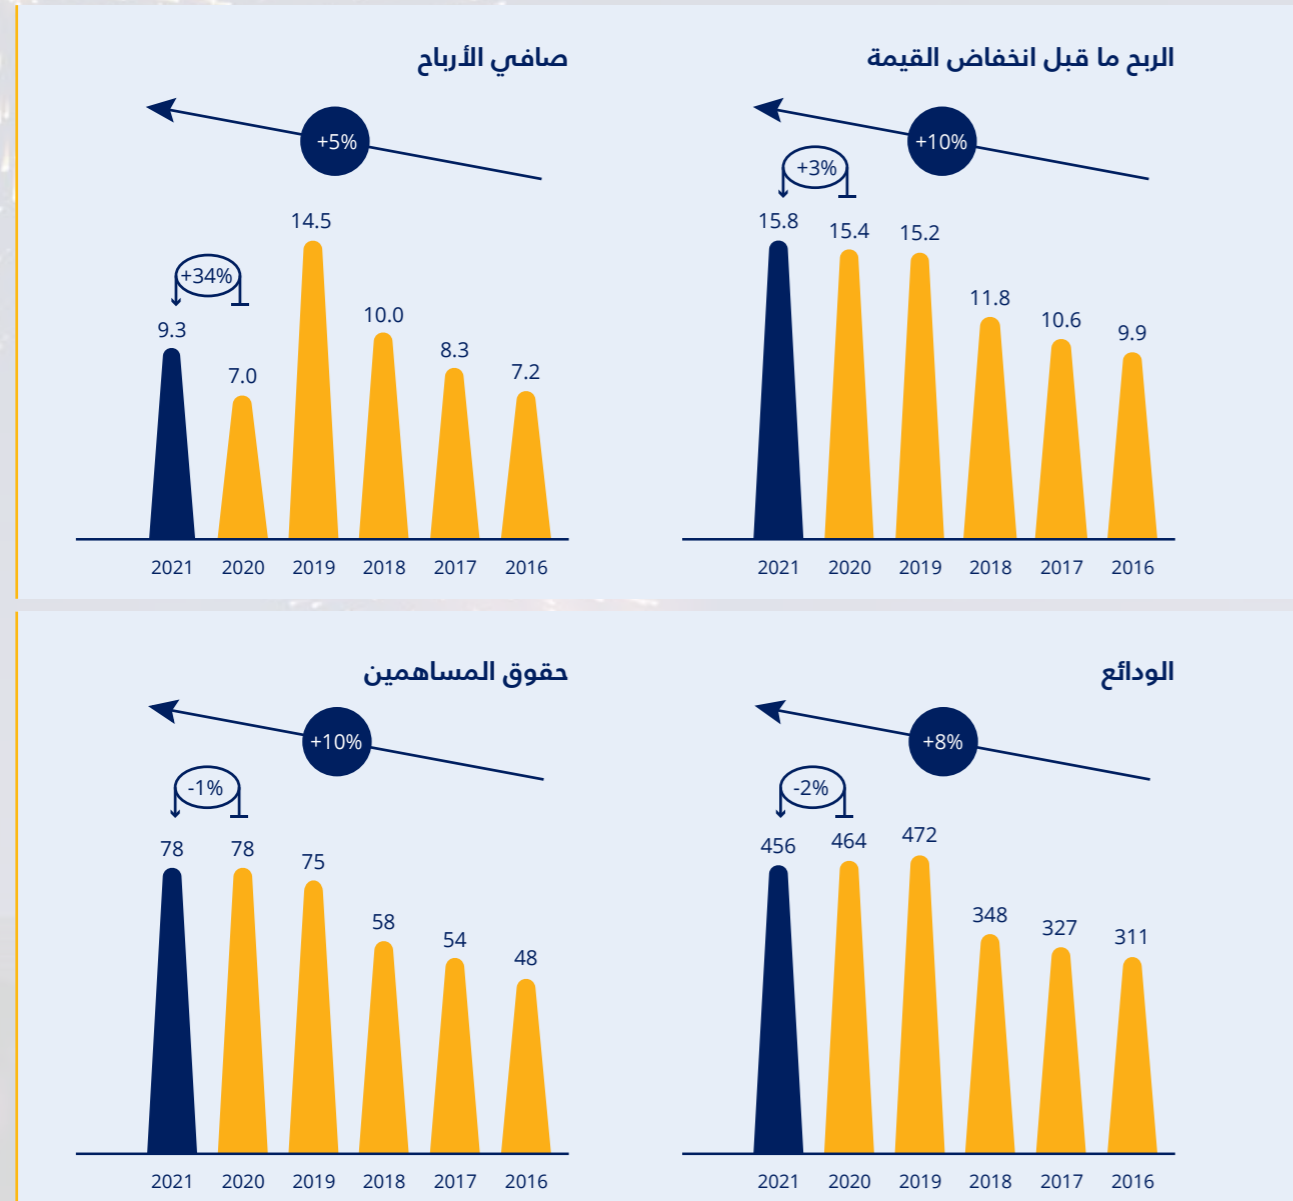 الربح ما قبل انخفاض القيمة
+10%
+3%
15.8 15.4 15.2 11.8 10.6 9.9
2021 2020 2019 2018 2017 2016
صافي الأرباح
+5%
+34%
9.3 7.0 14.5 10.0 8.3 7.2
2021 2020 2019 2018 2017 2016
الودائع
+8%
-2%
456 464 472 348 327 311
2021 2020 2019 2018 2017 2016
حقوق المساهمين
+10%
-1%
78 78 75 58 54 48
2021 2020 2019 2018 2017 2016